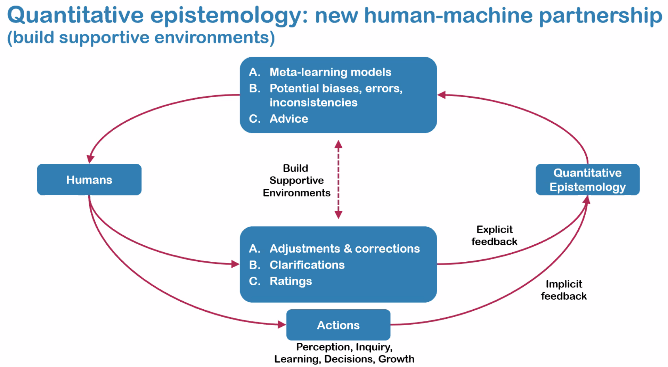 Quantitative epistemology: new human-machine partnership
(build supportive environments)
A. Meta-learning models
B. Potential biases, errors,
inconsistencies
C. Advice
Humans
Build
Supportive
Environments
Quantitative
Epistemology
A. Adjustments & corrections
B. Clarifications
C. Ratings
Explicit
feedback
Implicit
feedback
Actions
Perception, Inquiry,
Learning, Decisions, Growth